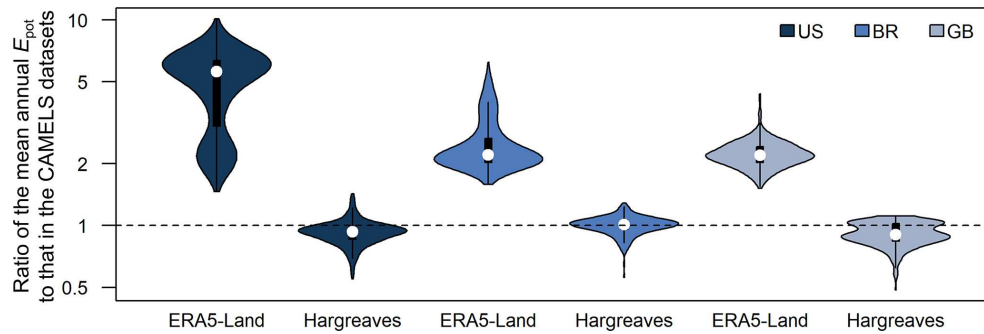 Ratio of the mean annual Epot
to that in the CAMELS datasets
10
5
2
1
0.5
US BR GB
ERA5-Land Hargreaves ERA5-Land Hargreaves ERA5-Land Hargreaves